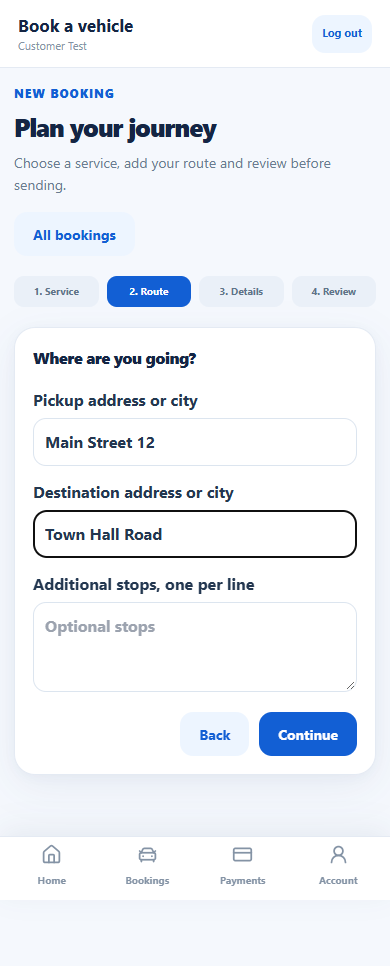 Book a vehicle
Customer Test
Log out
NEW BOOKING
Plan your journey
Choose a service, add your route and review before
sending.
All bookings
1. Service
2. Route
3. Details
4. Review
Where are you going?
Pickup address or city
Main Street 12
Destination address or city
Town Hall Road
Additional stops, one per line
Optional stops
Back
Continue
Home
Bookings
Payments
Account